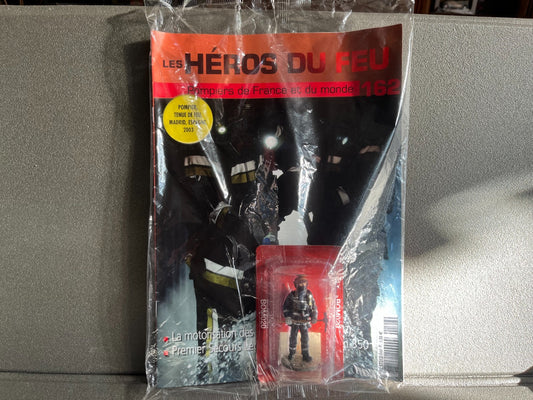 LES HÉROS DU FEU
Pompiers de France et du monde 162
POMPIER
TENUE DE FEU
MADRID, ESPAGNE
2003
La motorisation des
Premier secours
350